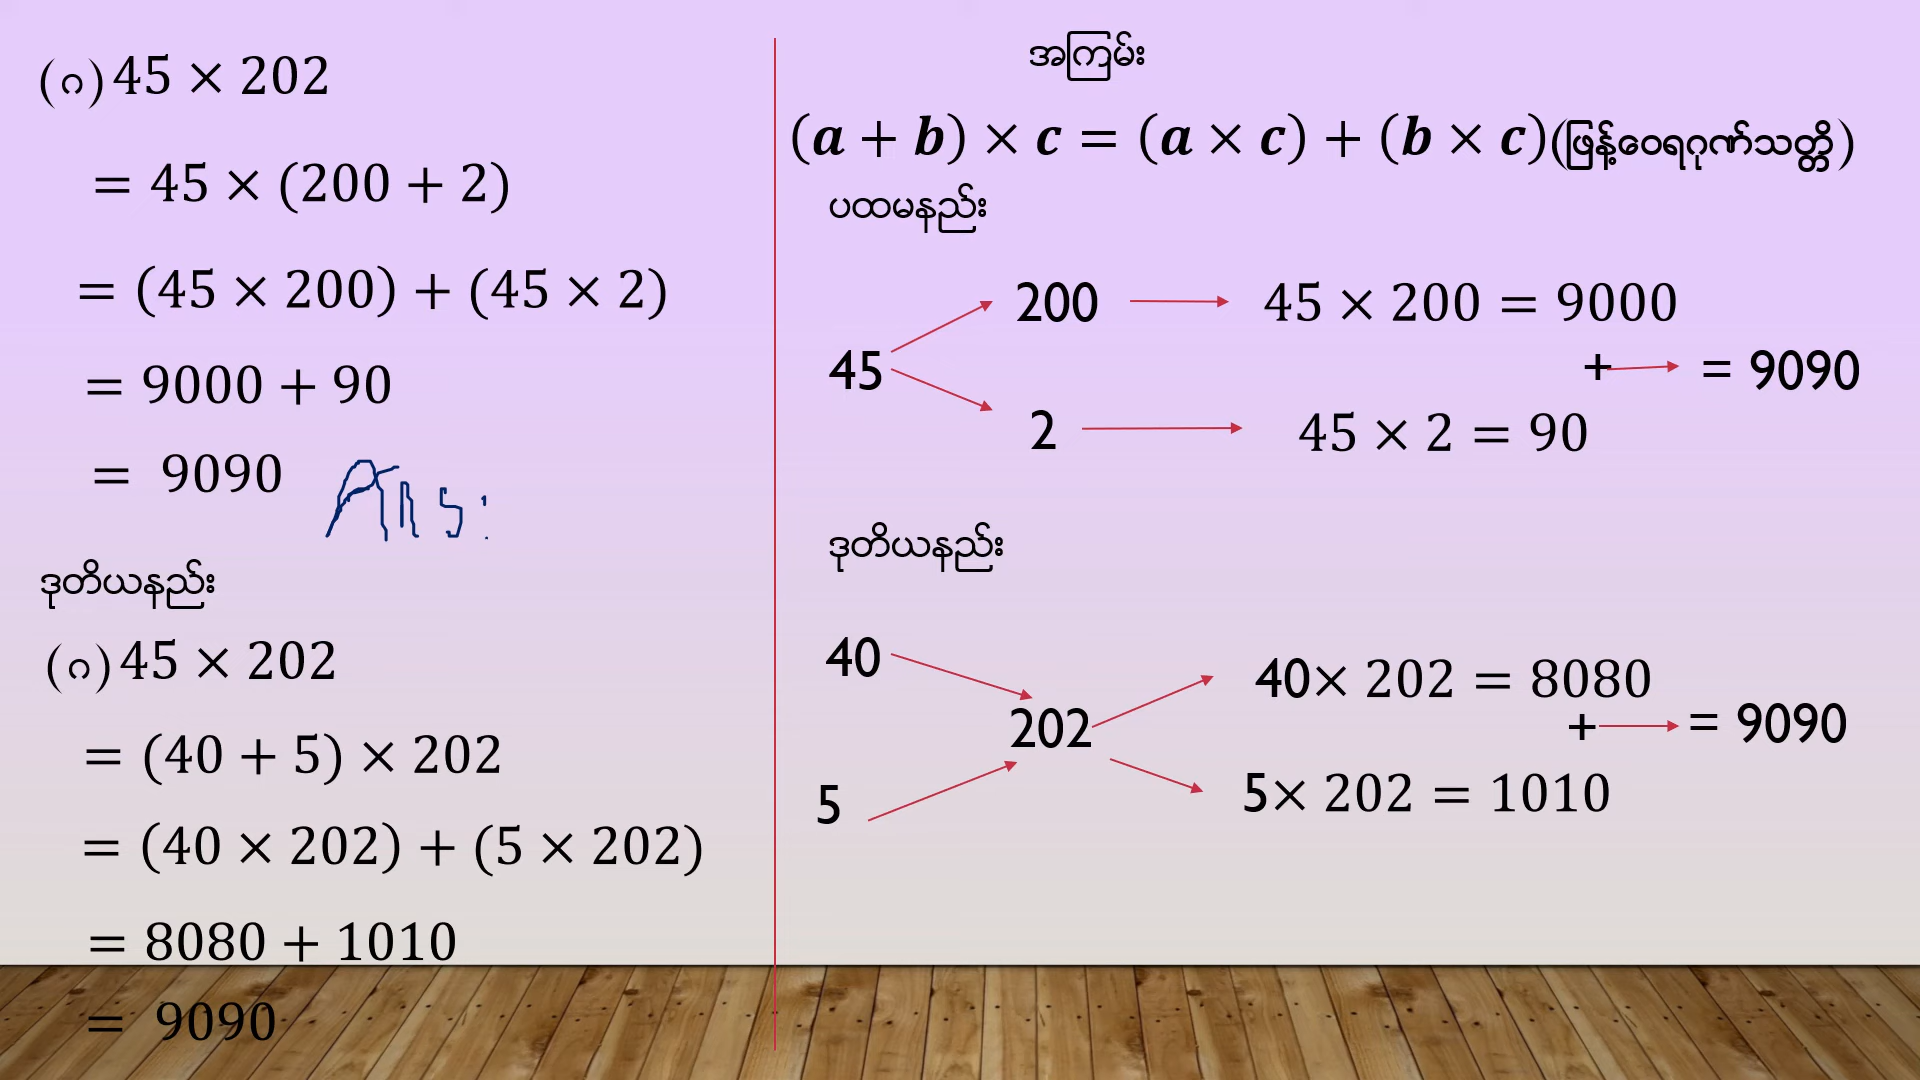 (ဂ) 45 × 202
= 45 × (200 + 2)
= (45 × 200) + (45 × 2)
= 9000 + 90
= 9090 Ans:
ဒုတိယနည်း
(ဂ) 45 × 202
= (40 + 5) × 202
= (40 × 202) + (5 × 202)
= 8080 + 1010
= 9090
အကြမ်း
(a + b) × c = (a × c) + (b × c) (ဖြန့်ဝေရဂုဏ်သတ္တိ)
ပထမနည်း
200 45 × 200 = 9000
45 + = 9090
2 45 × 2 = 90
ဒုတိယနည်း
40 40× 202 = 8080
202 + = 9090
5 5× 202 = 1010